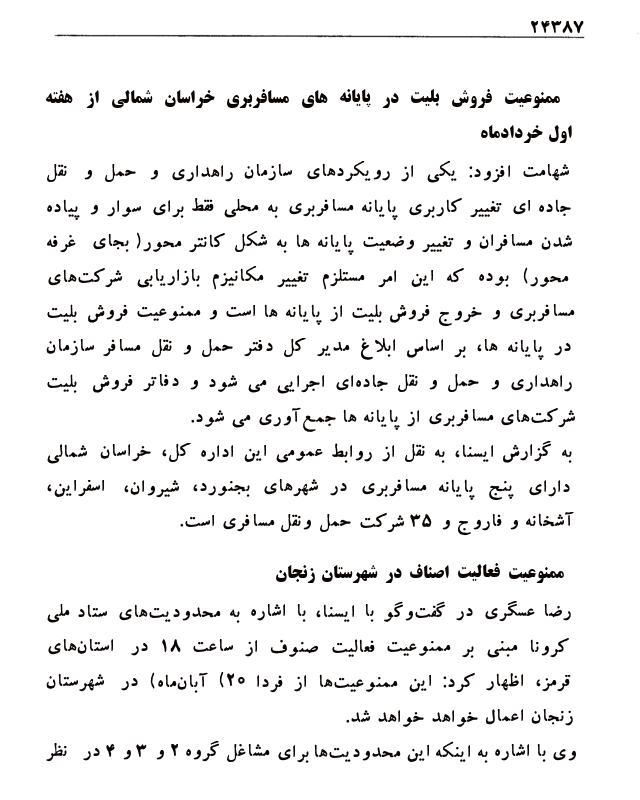 ۲۴۳۸۷
ممنوعیت فروش بلیت در پایانه های مسافربری خراسان شمالی از هفته
اول خردادماه
شهامت افزود: یکی از رویکردهای سازمان راهداری و حمل و نقل
جاده ای تغییر کاربری پایانه مسافربری به محلی فقط برای سوار و پیاده
شدن مسافران و تغییر وضعیت پایانه ها به شکل کانتر محور( بجای غرفه
محور) بوده که این امر مستلزم تغییر مکانیزم بازاریابی شرکت‌های
مسافربری و خروج فروش بلیت از پایانه ها است و ممنوعیت فروش بلیت
در پایانه ها، بر اساس ابلاغ مدیر کل دفتر حمل و نقل مسافر سازمان
راهداری و حمل و نقل جاده‌ای اجرایی می شود و دفاتر فروش بلیت
شرکت‌های مسافربری از پایانه ها جمع‌آوری می شود.
به گزارش ایسنا، به نقل از روابط عمومی این اداره کل، خراسان شمالی
دارای پنج پایانه مسافربری در شهرهای بجنورد، شیروان، اسفراین،
آشخانه و فاروج و ۳۵ شرکت حمل ونقل مسافری است.
ممنوعیت فعالیت اصناف در شهرستان زنجان
رضا عسگری در گفت‌وگو با ایسنا، با اشاره به محدودیت‌های ستاد ملی
کرونا مبنی بر ممنوعیت فعالیت صنوف از ساعت ۱۸ در استان‌های
قرمز، اظهار کرد: این ممنوعیت‌ها از فردا ۲۰) آبان‌ماه) در شهرستان
زنجان اعمال خواهد خواهد شد.
وی با اشاره به اینکه این محدودیت‌ها برای مشاغل گروه ۲ و ۳ و ۴ در نظر